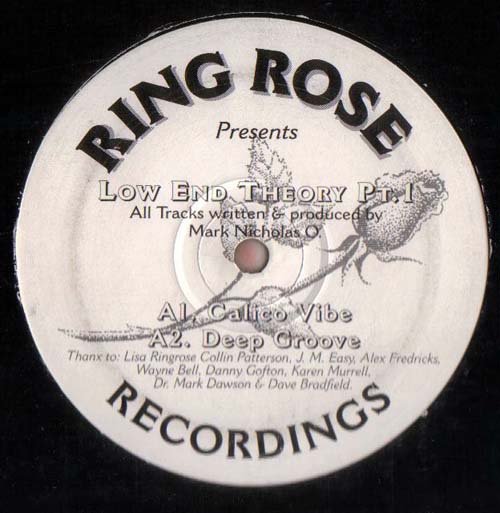 RING ROSE
Presents
LOW END THEORY PT.1
All Tracks written & produced by
Mark Nicholas O.
A1. Calico Vibe
A2. Deep Groove
Thanx to: Lisa Ringrose Collin Patterson, J. M. Easy, Alex Fredricks,
Wayne Bell, Danny Gofton, Karen Murrell,
Dr. Mark Dawson & Dave Bradfield.
RECORDINGS